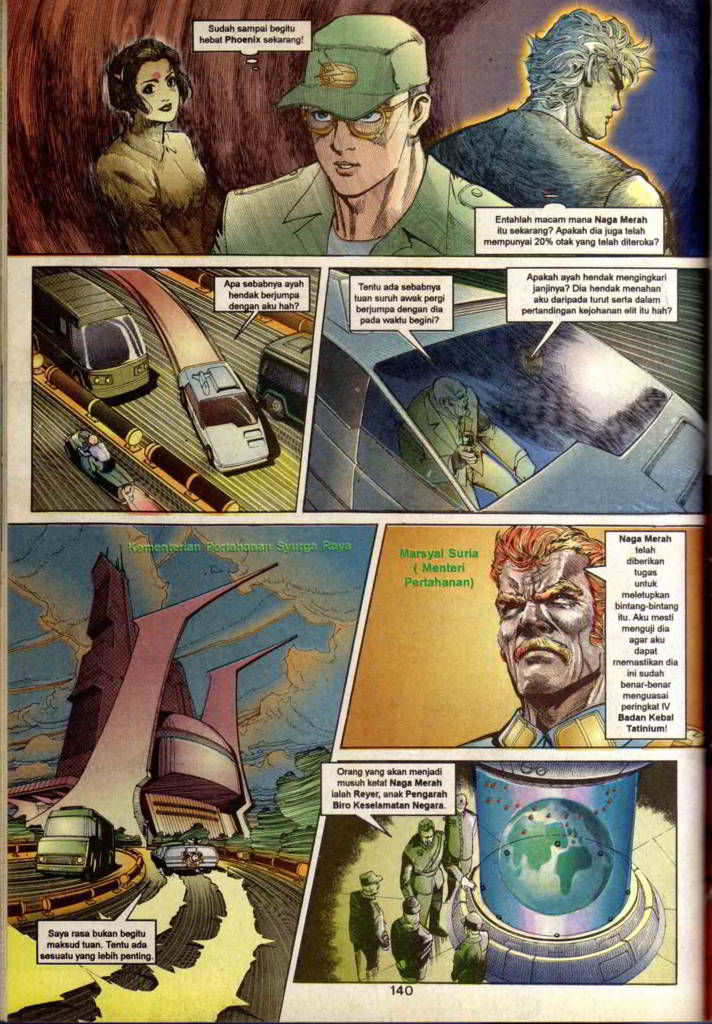 Sudah sampai begitu
hebat Phoenix sekarang!
Entahlah macam mana Naga Merah
itu sekarang? Apakah dia juga telah
mempunyai 20% otak yang telah diteroka?
Apa sebabnya ayah
hendak berjumpa
dengan aku hah?
Tentu ada sebabnya
tuan suruh awak pergi
berjumpa dengan dia
pada waktu begini?
Apakah ayah hendak mengingkari
janjinya? Dia hendak menahan
aku daripada turut serta dalam
pertandingan kejohanan elit itu hah?
Kementerian Pertahanan Syurga Raya
Saya rasa bukan begitu
maksud tuan. Tentu ada
sesuatu yang lebih penting.
Marsyal Suria
( Menteri
Pertahanan)
Naga Merah
telah
diberikan
tugas
untuk
meletupkan
bintang-bintang
itu. Aku mesti
menguji dia
agar aku
dapat
rnemastikan dia
ini sudah
benar-benar
menguasai
peringkat IV
Badan Kebal
Tatinium!
Orang yang akan menjadi
musuh ketat Naga Merah
ialah Reyer, anak Pengarah
Biro Keselamatan Negara.
140